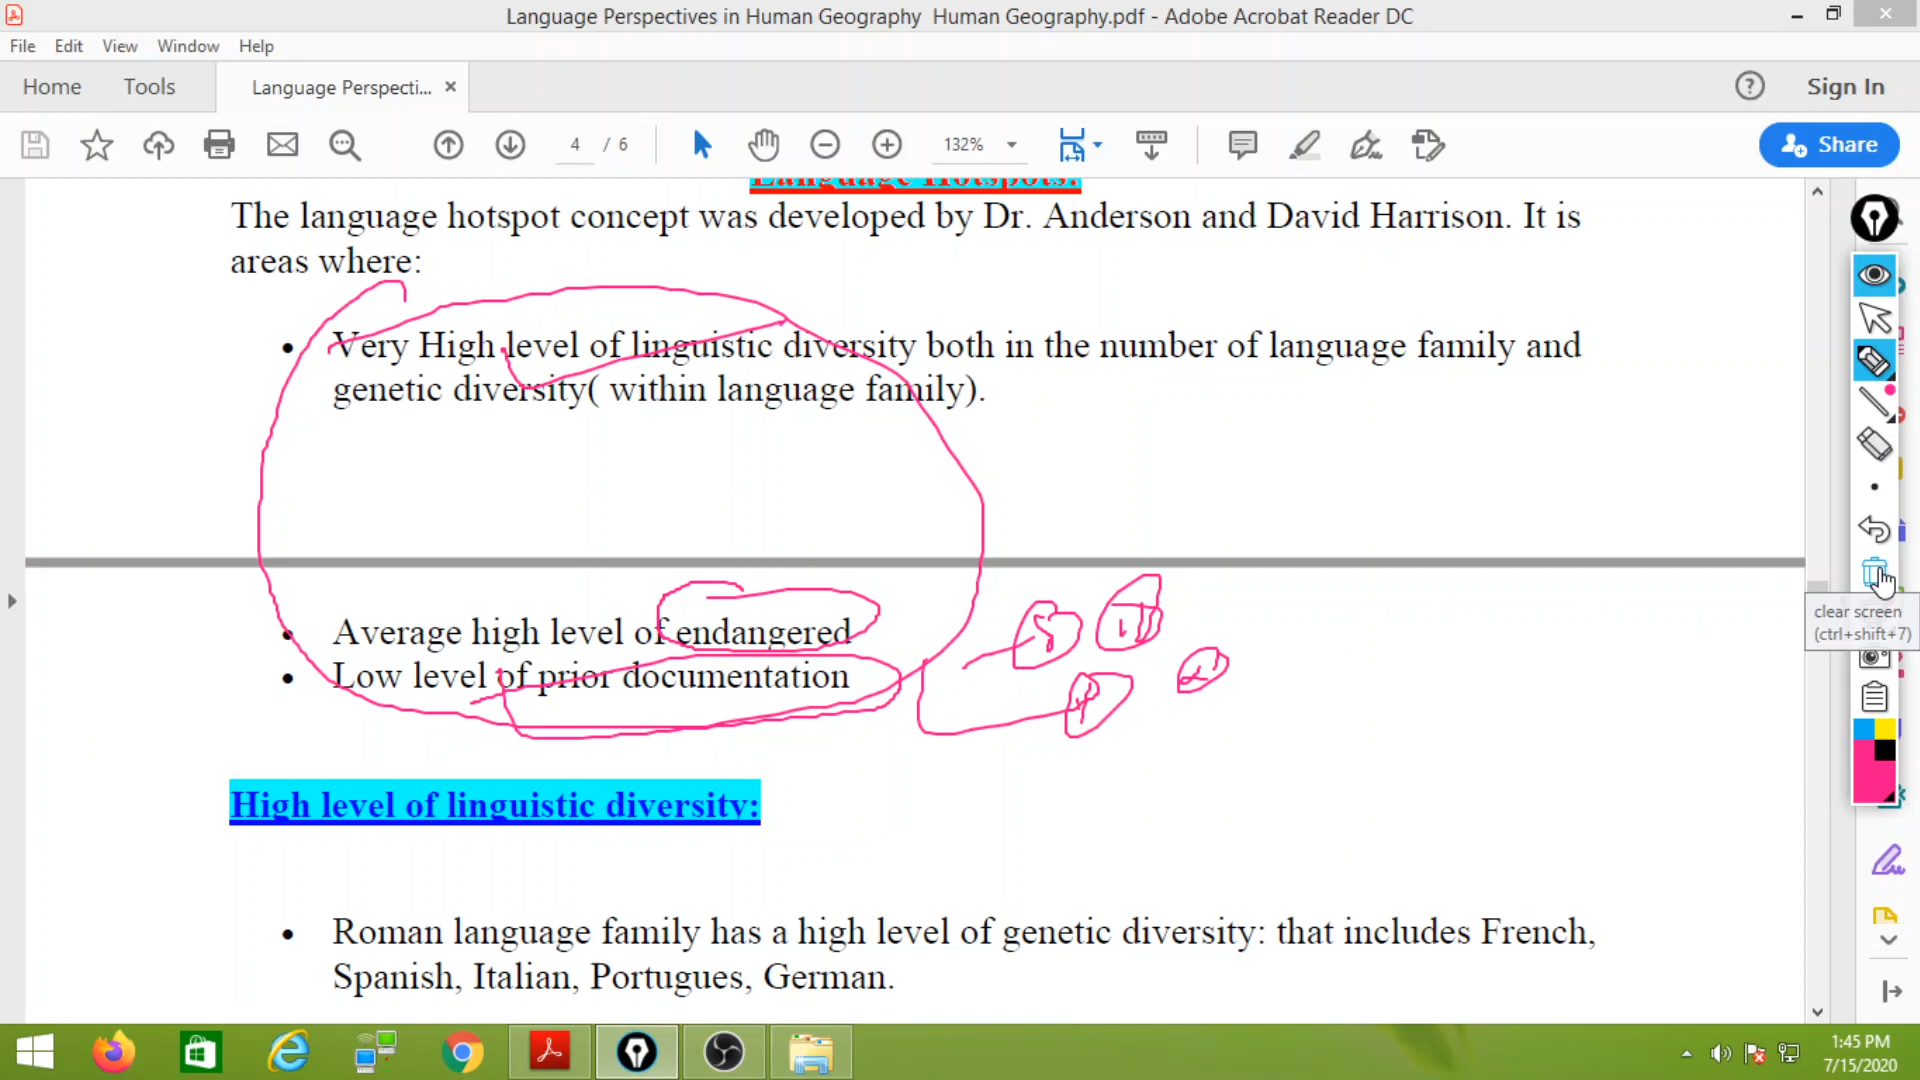 Language Perspectives in Human Geography  Human Geography.pdf - Adobe Acrobat Reader DC
File Edit View Window Help
Home Tools Language Perspecti... × Sign In
4 / 6 132% Share
Language Hotspots:
The language hotspot concept was developed by Dr. Anderson and David Harrison. It is
areas where:
• Very High level of linguistic diversity both in the number of language family and
genetic diversity( within language family).
• Average high level of endangered
• Low level of prior documentation
clear screen
(ctrl+shift+7)
High level of linguistic diversity:
• Roman language family has a high level of genetic diversity: that includes French,
Spanish, Italian, Portugues, German.
1:45 PM
7/15/2020